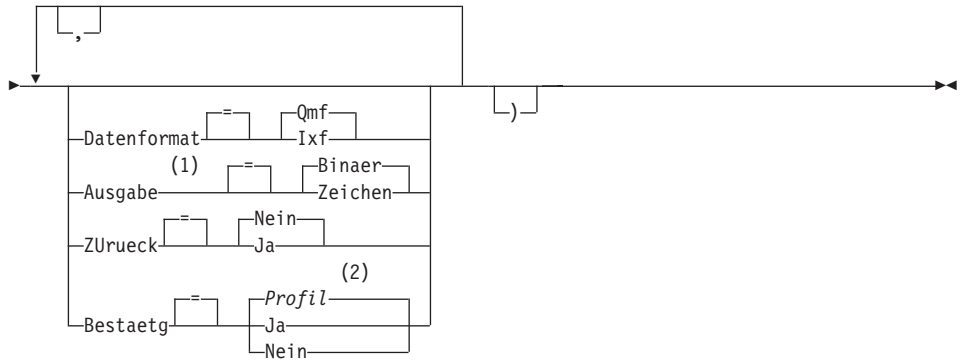 ,
)
= Qmf
Datenformat Ixf
(1)
= Binaer
Ausgabe Zeichen
= Nein
ZUrueck Ja
(2)
= Profil
Bestaetg Ja
Nein